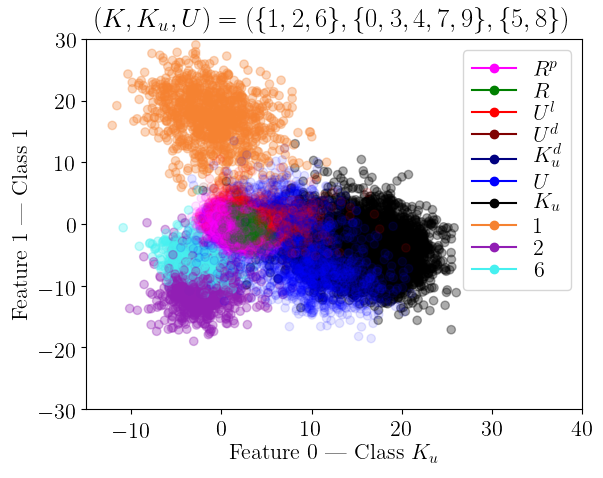 (K, K_u, U) = ({1, 2, 6}, {0, 3, 4, 7, 9}, {5, 8})
30
20
10
0
−10
−20
−30
Feature 1 — Class 1
−10
0
10
20
30
40
Feature 0 — Class K_u
R^p
R
U^l
U^d
K_u^d
U
K_u
1
2
6